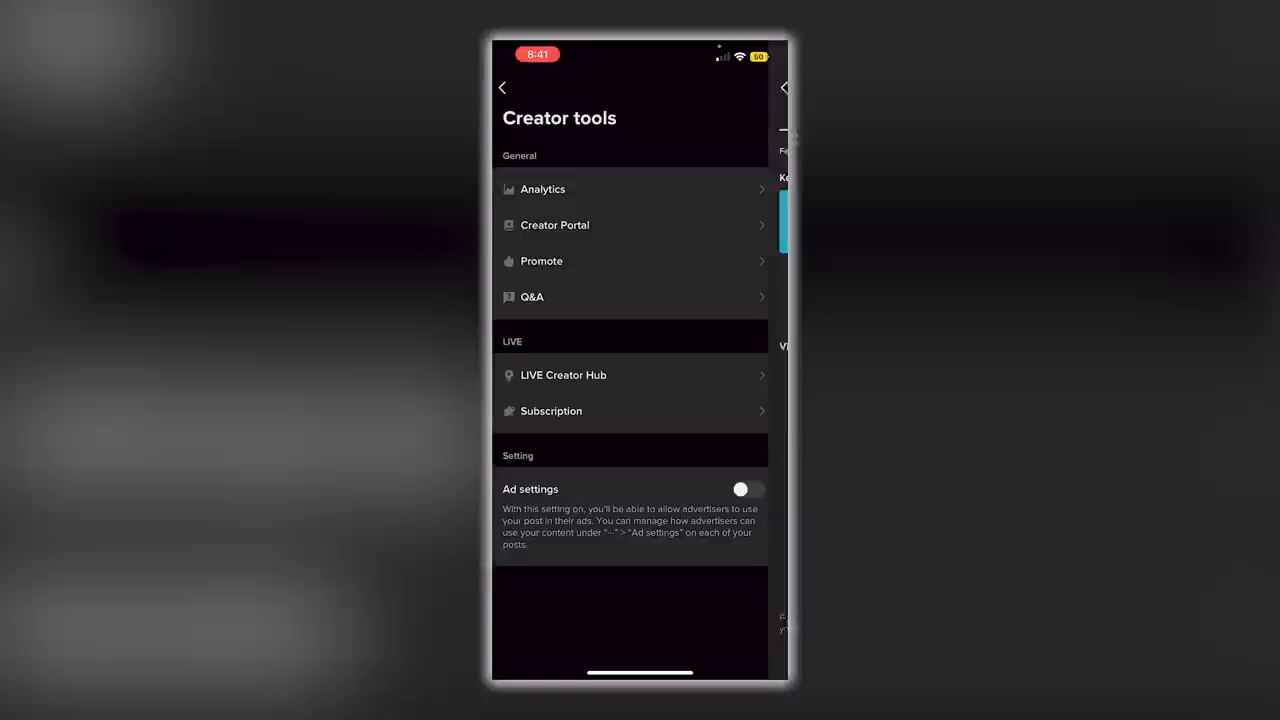 8:41
50
Creator tools
General
Analytics
Creator Portal
Promote
Q&A
LIVE
LIVE Creator Hub
Subscription
Setting
Ad settings
With this setting on, you'll be able to allow advertisers to use
your post in their ads. You can manage how advertisers can
use your content under "···" > "Ad settings" on each of your
posts.
Ke